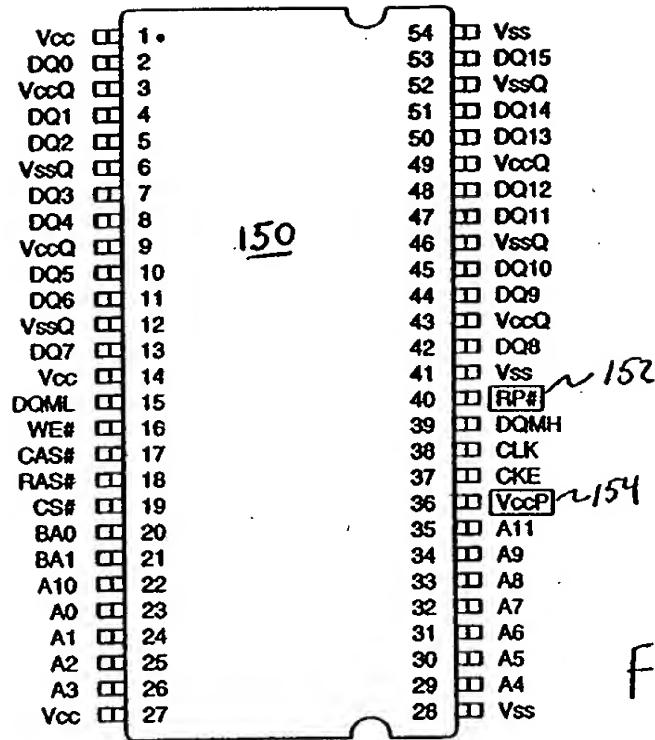 Vcc 1 54 Vss
DQ0 2 53 DQ15
VccQ 3 52 VssQ
DQ1 4 51 DQ14
DQ2 5 50 DQ13
VssQ 6 49 VccQ
DQ3 7 48 DQ12
DQ4 8 47 DQ11
150
VccQ 9 46 VssQ
DQ5 10 45 DQ10
DQ6 11 44 DQ9
VssQ 12 43 VccQ
DQ7 13 42 DQ8
Vcc 14 41 Vss
152
DQML 15 40 RP#
WE# 16 39 DQMH
CAS# 17 38 CLK
RAS# 18 37 CKE
CS# 19 36 VccP 154
BA0 20 35 A11
BA1 21 34 A9
A10 22 33 A8
A0 23 32 A7
A1 24 31 A6
A2 25 30 A5
F
A3 26 29 A4
Vcc 27 28 Vss